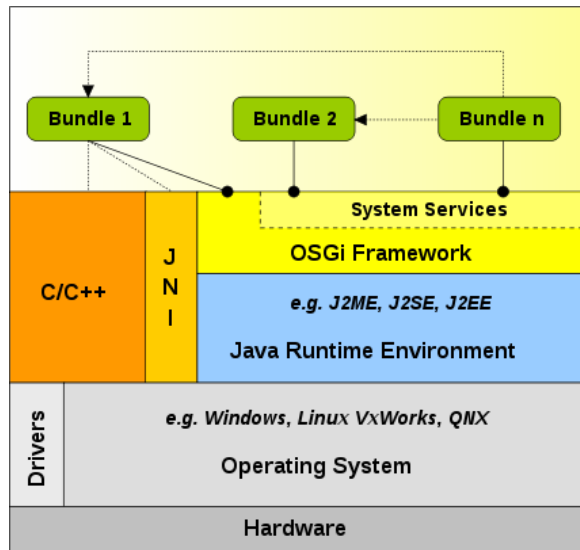 Bundle 1
Bundle 2
Bundle n
System Services
OSGi Framework
C/C++
J
N
I
e.g. J2ME, J2SE, J2EE
Java Runtime Environment
Drivers
e.g. Windows, Linux VxWorks, QNX
Operating System
Hardware